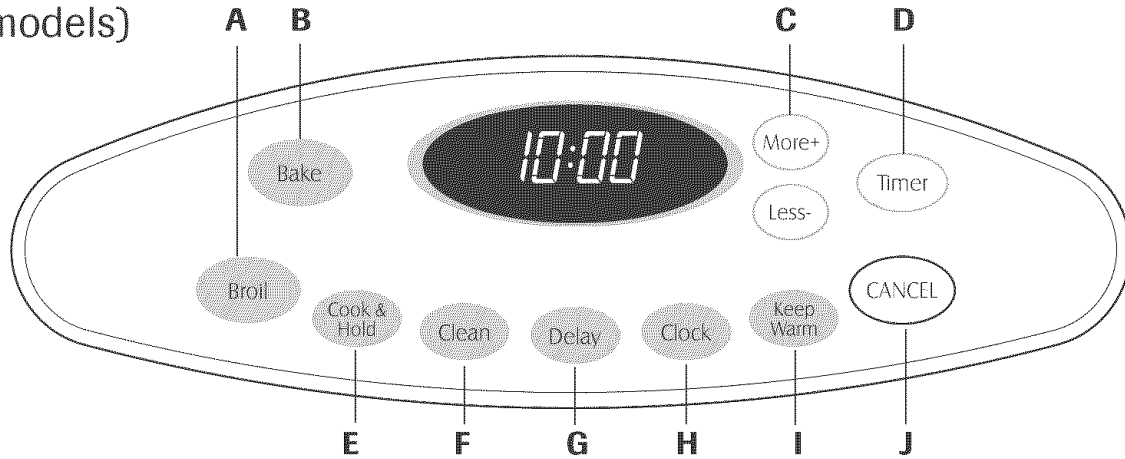 models)
A B C D
10:00
More+
Bake
Timer
Less-
Broil
CANCEL
Cook &
Hold
Clean
Delay
Clock
Keep
Warm
E F G H I J